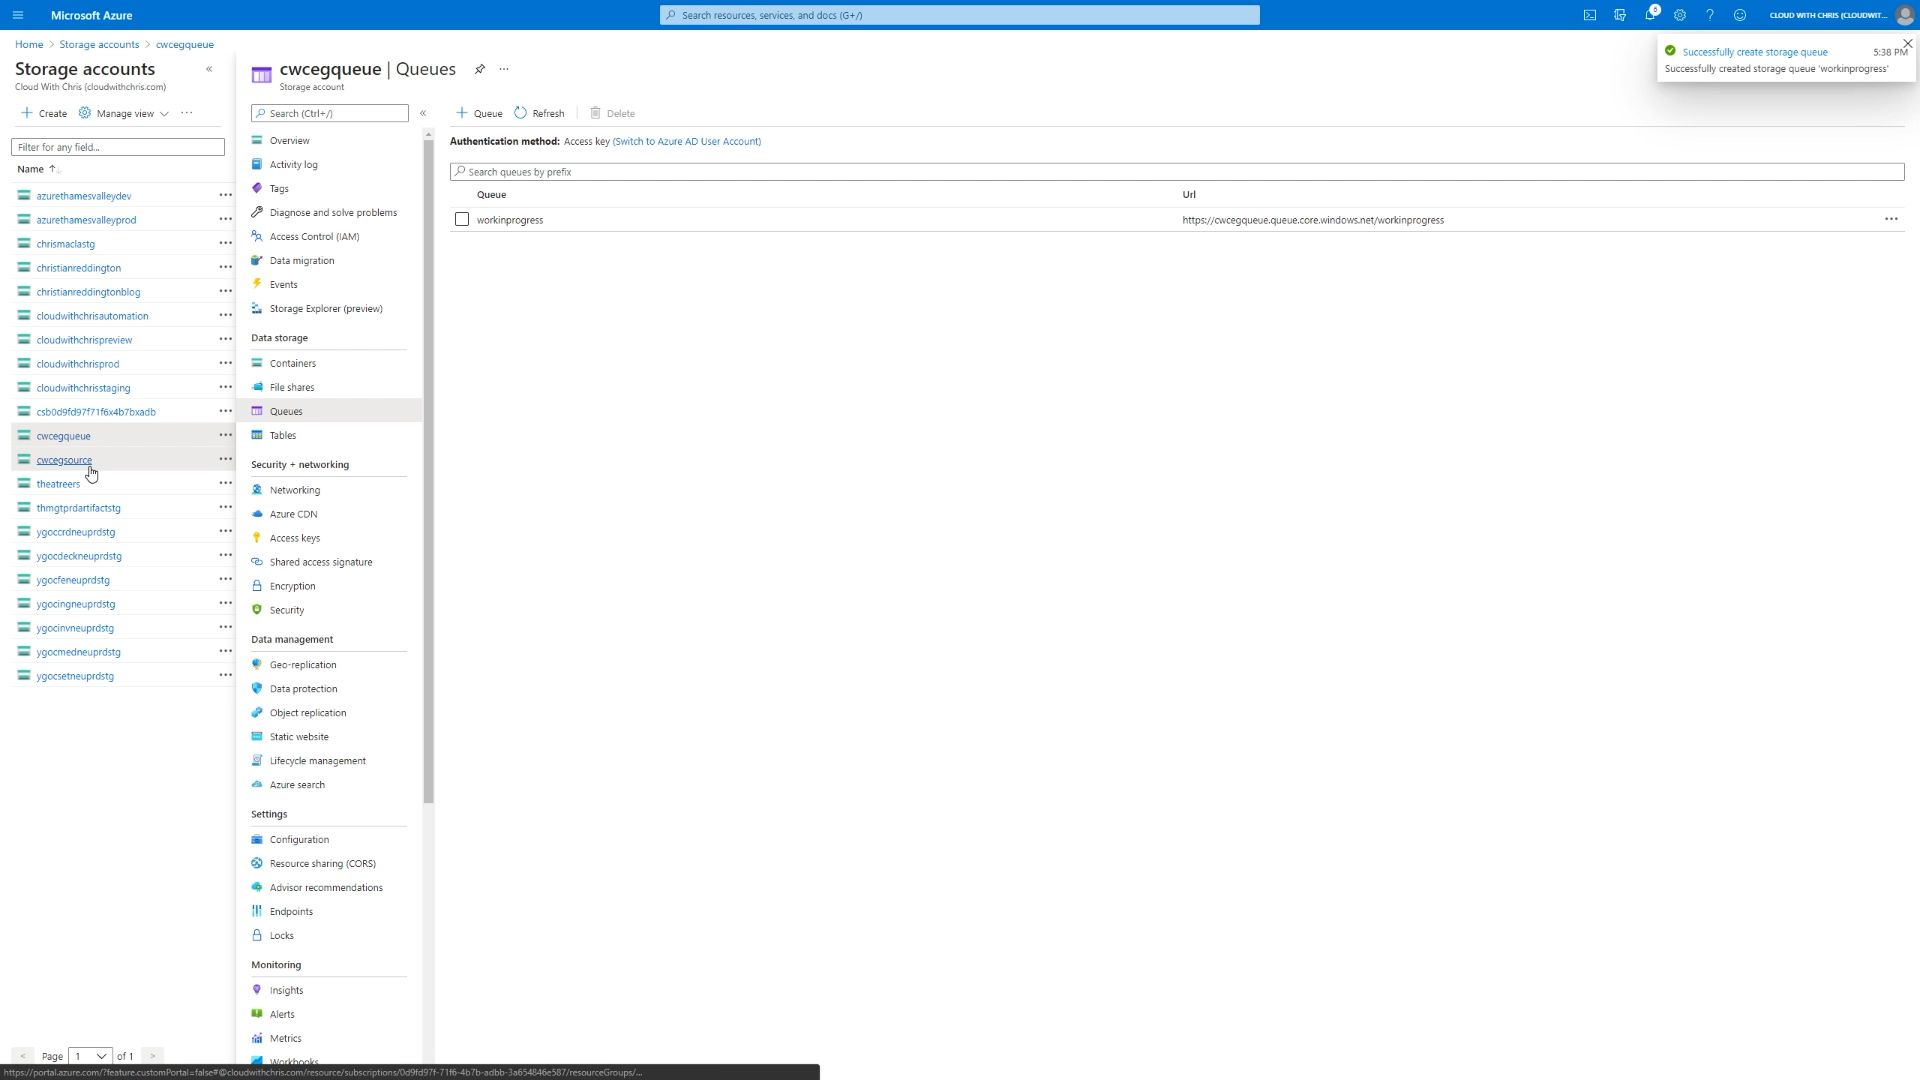 Microsoft Azure
Search resources, services, and docs (G+/)
6
CLOUD WITH CHRIS (CLOUDWIT...
Home > Storage accounts > cwcegqueue
Successfully create storage queue 5:38 PM
Successfully created storage queue 'workinprogress'
Storage accounts
Cloud With Chris (cloudwithchris.com)
Create Manage view
Filter for any field...
Name
azurethamesvalleydev
azurethamesvalleyprod
chrismaclastg
christianreddington
christianreddingtonblog
cloudwithchrisautomation
cloudwithchrispreview
cloudwithchrisprod
cloudwithchrisstaging
csb0d9fd97f71f6x4b7bxadb
cwcegqueue
cwcegsource
theatreers
thmgtprdartifactstg
ygoccrdneuprdstg
ygocdeckneuprdstg
ygocfeneuprdstg
ygocingneuprdstg
ygocinvneuprdstg
ygocmedneuprdstg
ygocsetneuprdstg
< Page 1 of 1 >
cwcegqueue | Queues
Storage account
Search (Ctrl+/)
Overview
Activity log
Tags
Diagnose and solve problems
Access Control (IAM)
Data migration
Events
Storage Explorer (preview)
Data storage
Containers
File shares
Queues
Tables
Security + networking
Networking
Azure CDN
Access keys
Shared access signature
Encryption
Security
Data management
Geo-replication
Data protection
Object replication
Static website
Lifecycle management
Azure search
Settings
Configuration
Resource sharing (CORS)
Advisor recommendations
Endpoints
Locks
Monitoring
Insights
Alerts
Metrics
Workbooks
Queue Refresh Delete
Authentication method: Access key (Switch to Azure AD User Account)
Search queues by prefix
Queue Url
workinprogress https://cwcegqueue.queue.core.windows.net/workinprogress
https://portal.azure.com/?feature.customPortal=false#@cloudwithchris.com/resource/subscriptions/0d9fd97f-71f6-4b7b-adbb-3a654846e587/resourceGroups/...